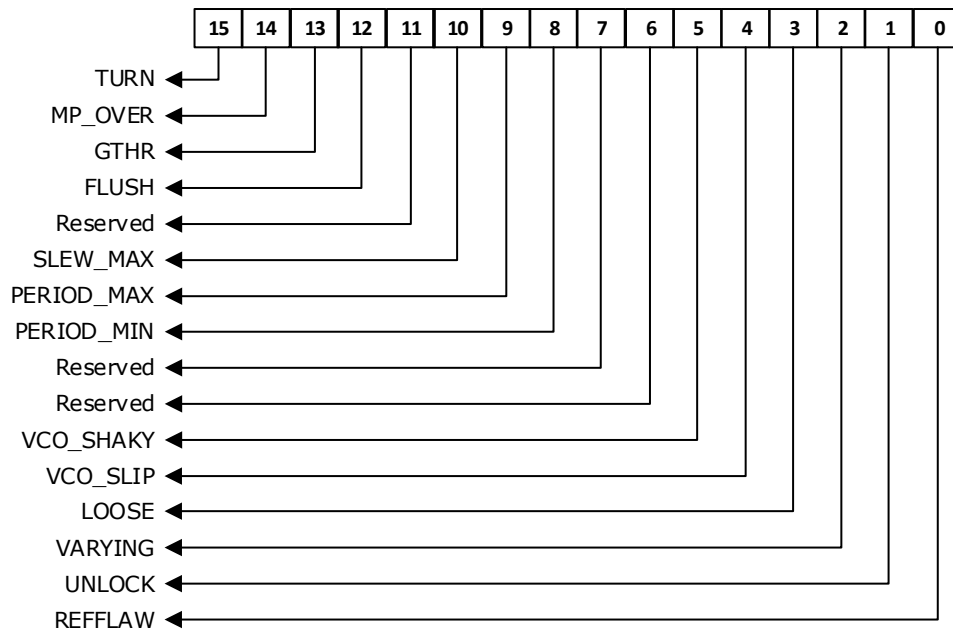 15 14 13 12 11 10 9 8 7 6 5 4 3 2 1 0
TURN
MP_OVER
GTHR
FLUSH
Reserved
SLEW_MAX
PERIOD_MAX
PERIOD_MIN
Reserved
Reserved
VCO_SHAKY
VCO_SLIP
LOOSE
VARYING
UNLOCK
REFFLAW